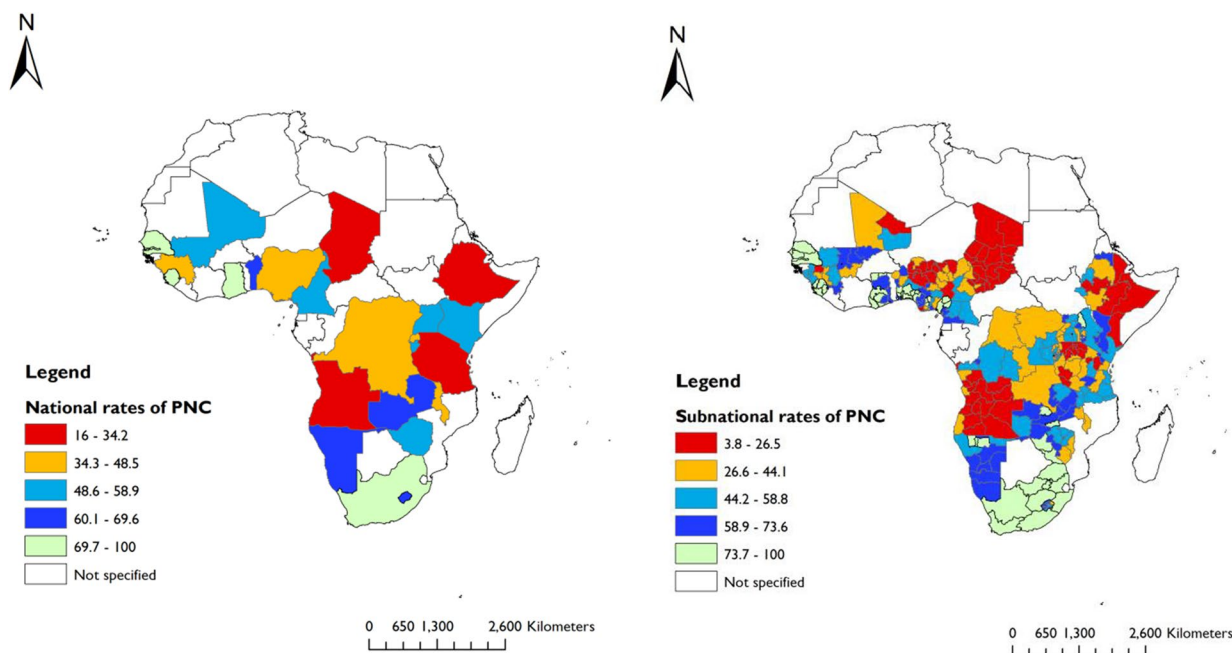 N
Legend
National rates of PNC
16 - 34.2
34.3 - 48.5
48.6 - 58.9
60.1 - 69.6
69.7 - 100
Not specified
0 650 1,300 2,600 Kilometers
N
Legend
Subnational rates of PNC
3.8 - 26.5
26.6 - 44.1
44.2 - 58.8
58.9 - 73.6
73.7 - 100
Not specified
0 650 1,300 2,600 Kilometers